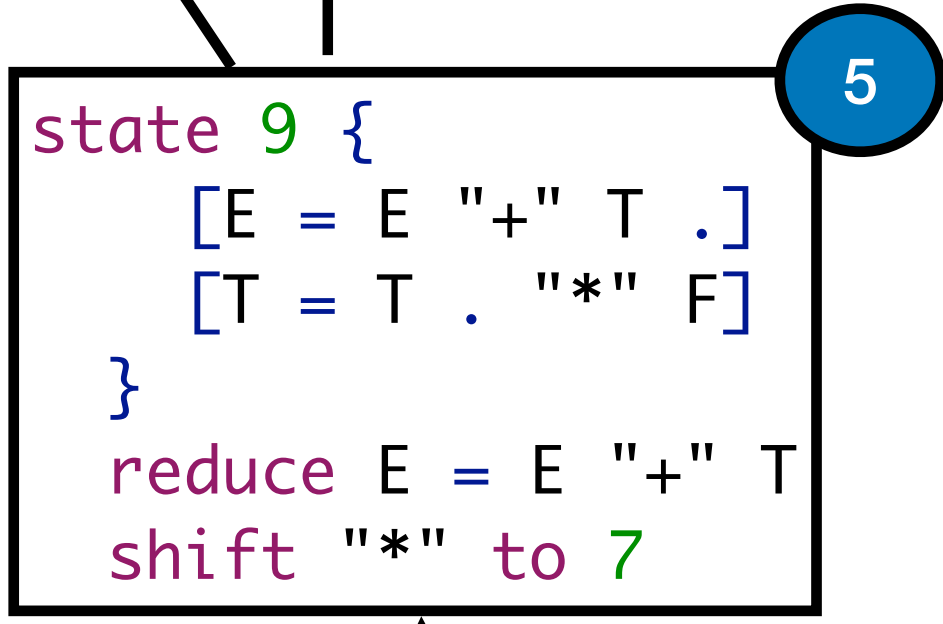 5
state 9 {
[E = E "+" T .]
[T = T . "*" F]
}
reduce E = E "+" T
shift "*" to 7